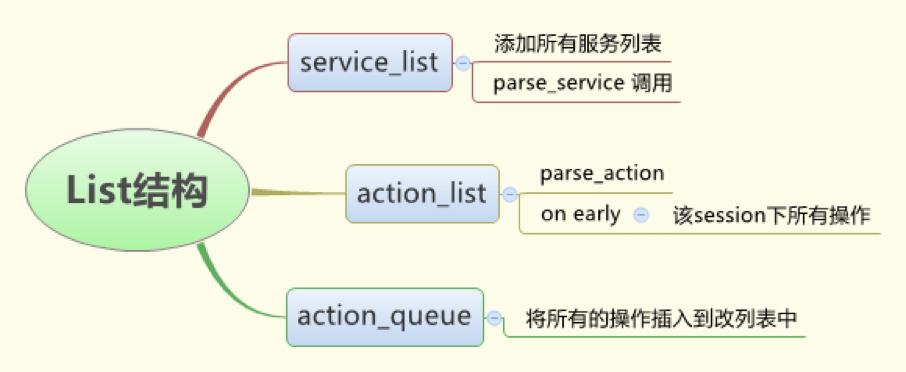 List结构
service_list
添加所有服务列表
parse_service 调用
action_list
parse_action
on early
该session下所有操作
action_queue
将所有的操作插入到改列表中